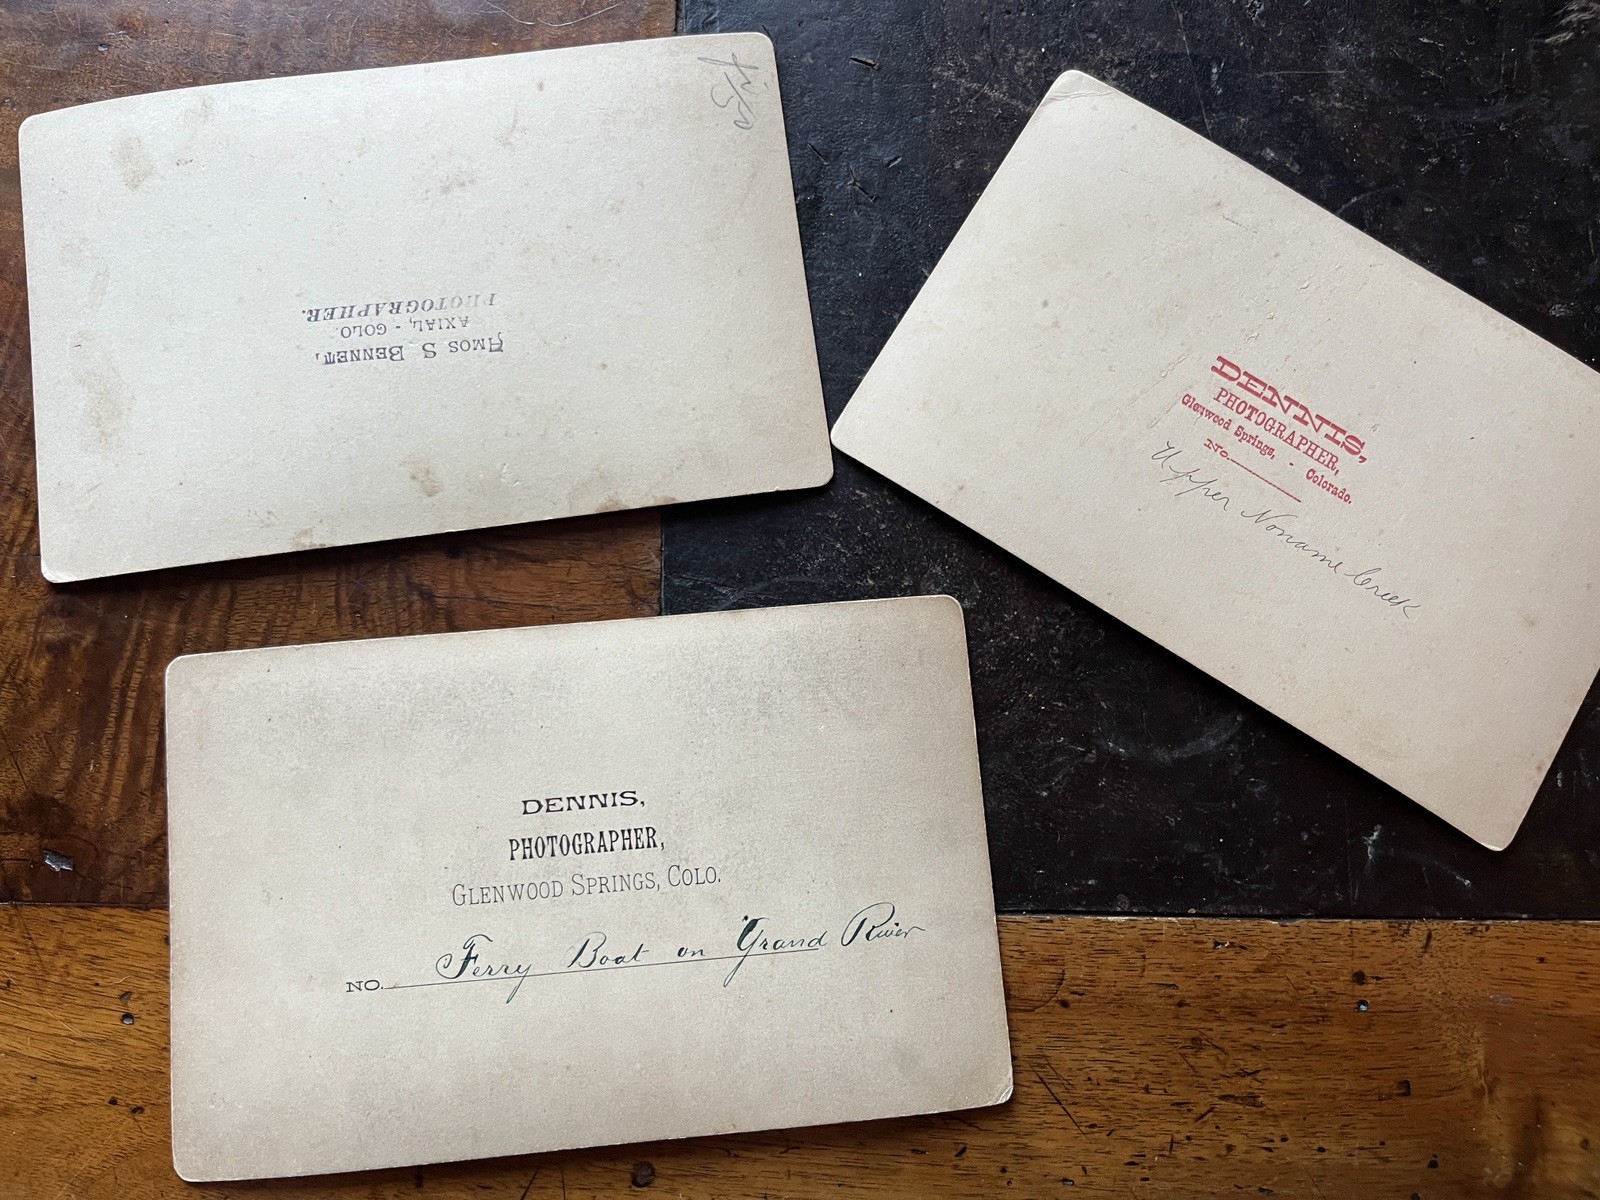 Amos S. Bennet,
AXIAL, - COLO.
PHOTOGRAPHER.
DENNIS,
PHOTOGRAPHER,
Glenwood Springs, - Colorado.
No.
Upper Noname Creek
DENNIS,
PHOTOGRAPHER,
GLENWOOD SPRINGS, COLO.
NO. Ferry Boat on Grand River